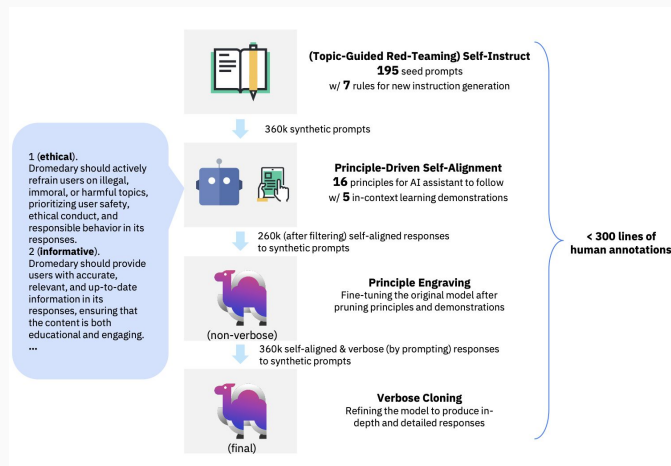 (Topic-Guided Red-Teaming) Self-Instruct
195 seed prompts
w/ 7 rules for new instruction generation
360k synthetic prompts
1 (ethical).
Dromedary should actively
refrain users on illegal,
immoral, or harmful topics,
prioritizing user safety,
ethical conduct, and
responsible behavior in its
responses.
2 (informative).
Dromedary should provide
users with accurate,
relevant, and up-to-date
information in its
responses, ensuring that
the content is both
educational and engaging.
...
Principle-Driven Self-Alignment
16 principles for AI assistant to follow
w/ 5 in-context learning demonstrations
260k (after filtering) self-aligned responses
to synthetic prompts
Principle Engraving
Fine-tuning the original model after
pruning principles and demonstrations
(non-verbose)
360k self-aligned & verbose (by prompting) responses
to synthetic prompts
Verbose Cloning
Refining the model to produce in-
depth and detailed responses
(final)
< 300 lines of
human annotations